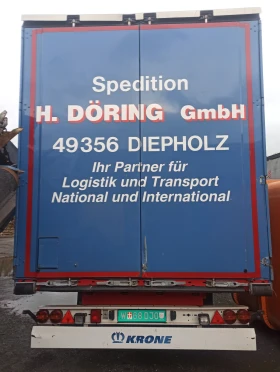 Spedition
H. DÖRING GmbH
49356 DIEPHOLZ
Ihr Partner für
Logistik und Transport
National und International
KRONE